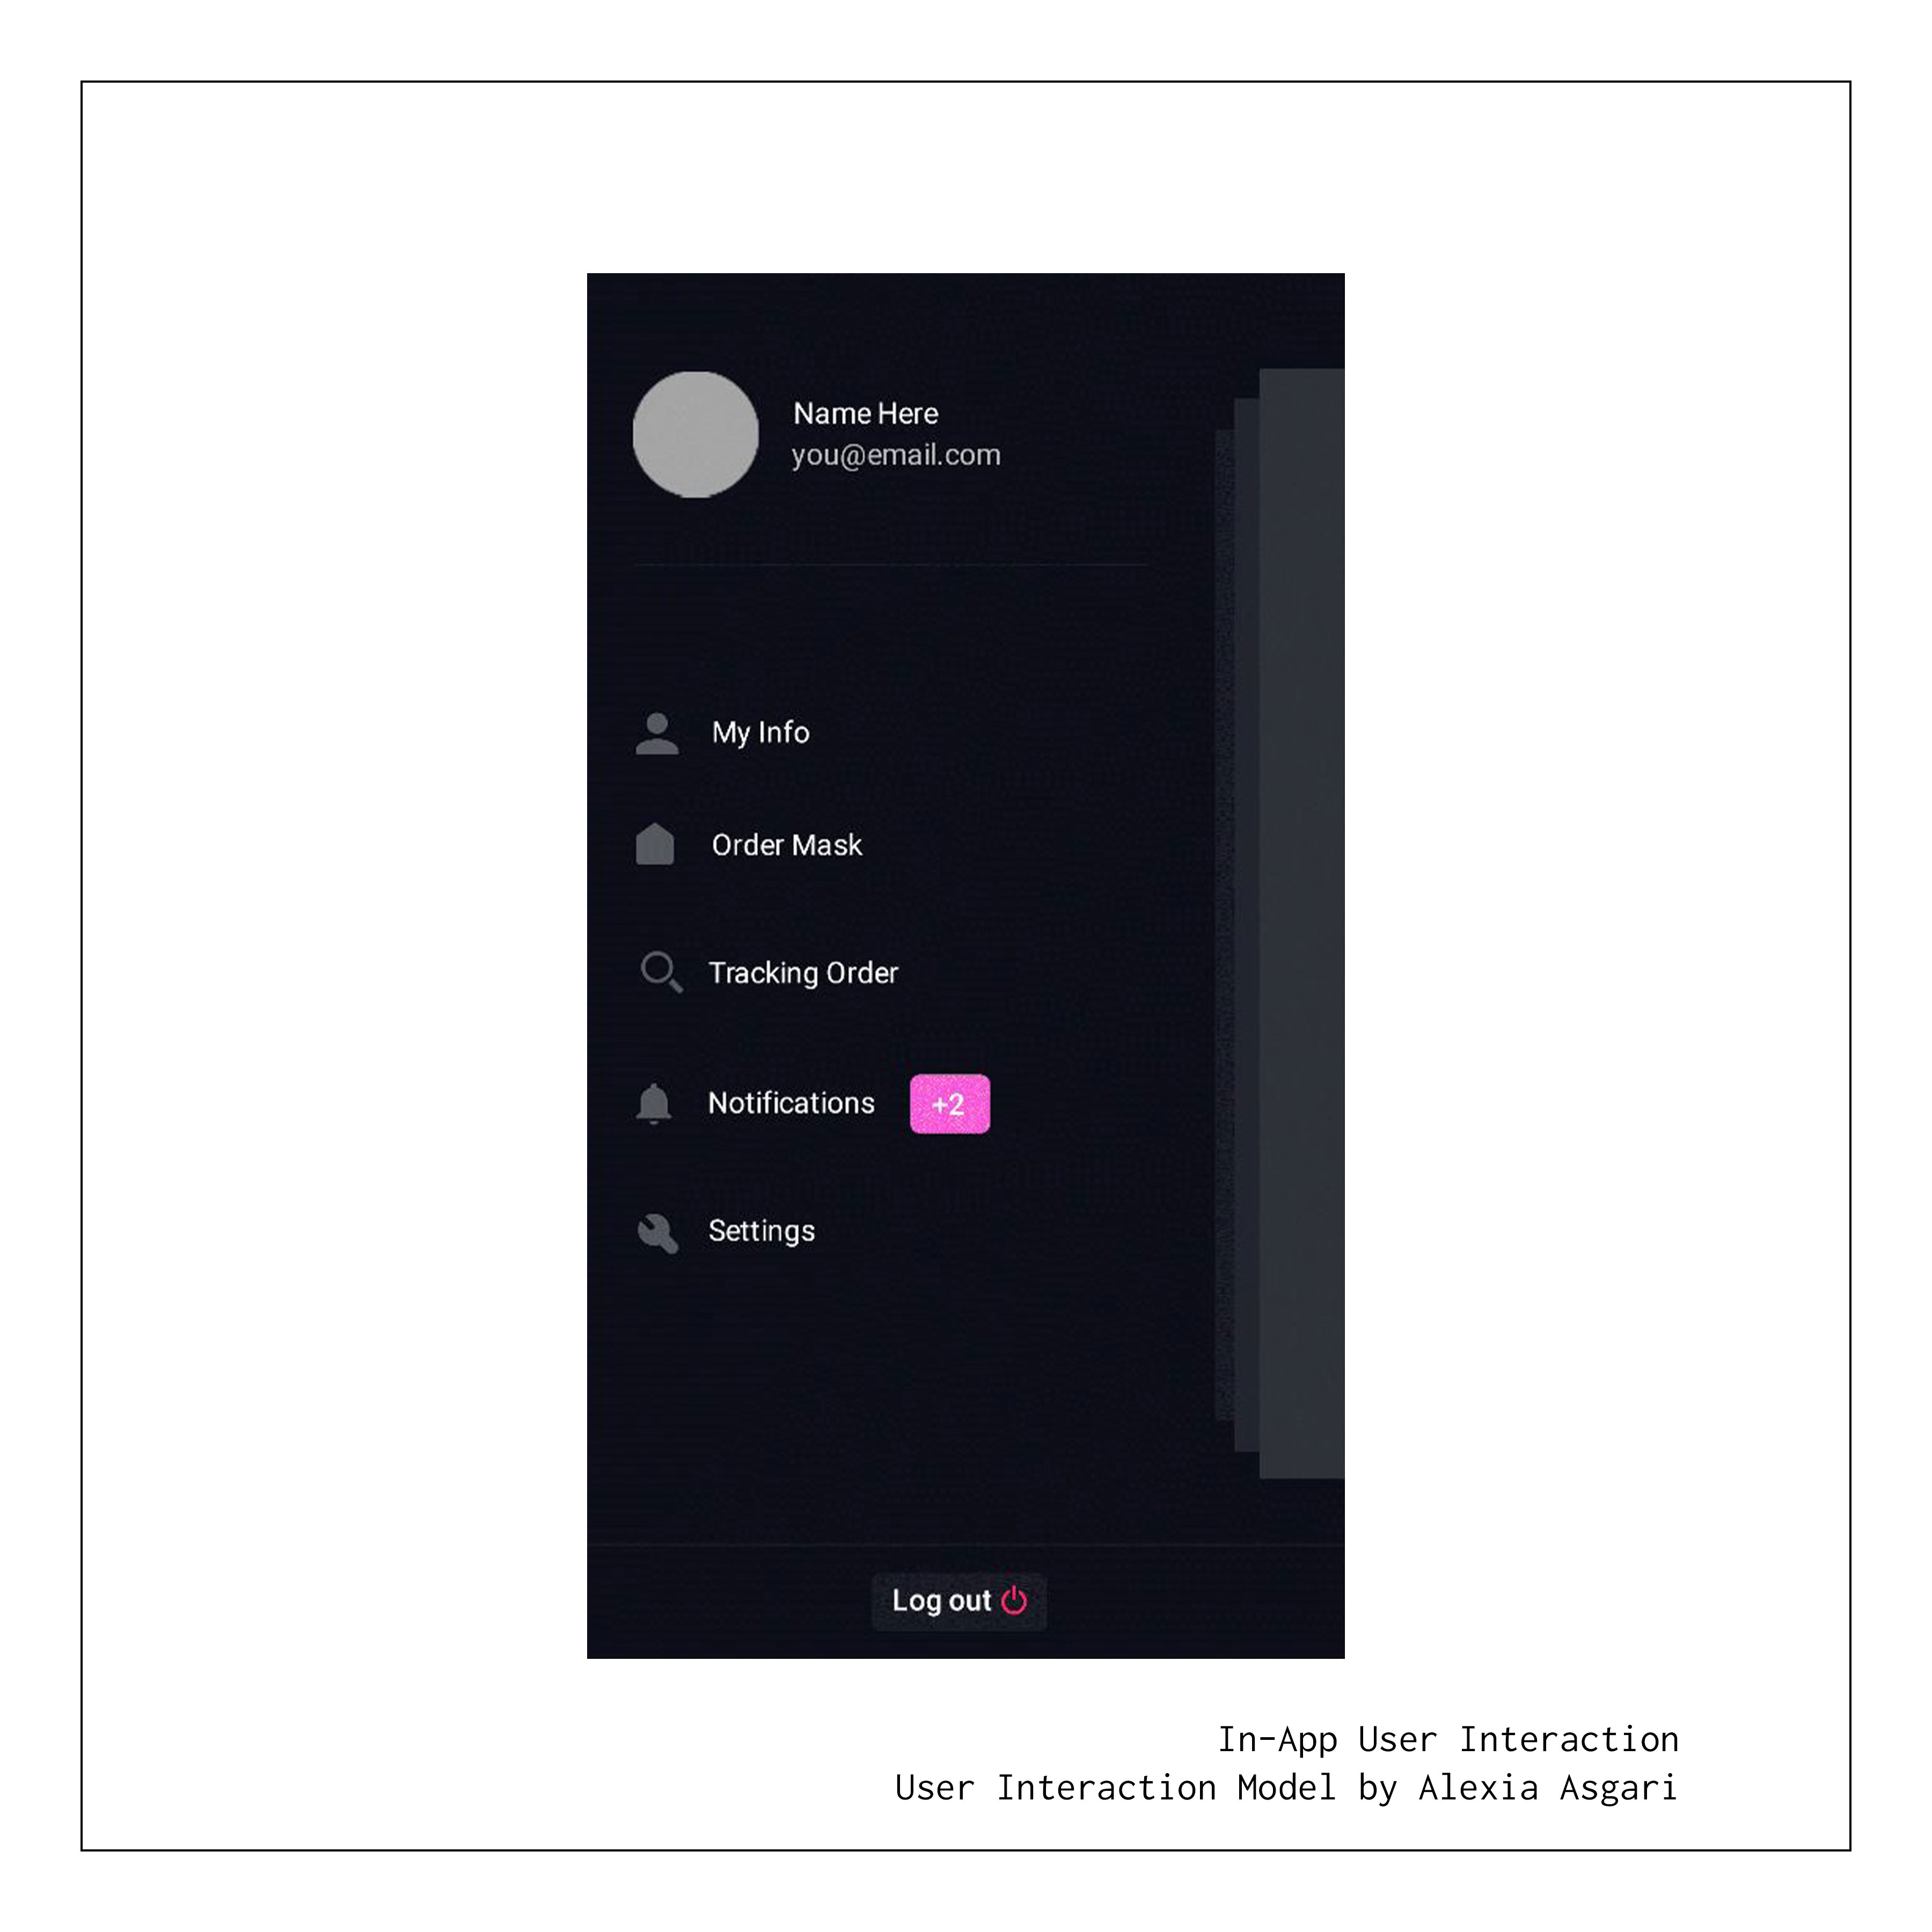 Name Here
you@email.com
My Info
Order Mask
Tracking Order
Notifications +2
Settings
Log out
In-App User Interaction
User Interaction Model by Alexia Asgari